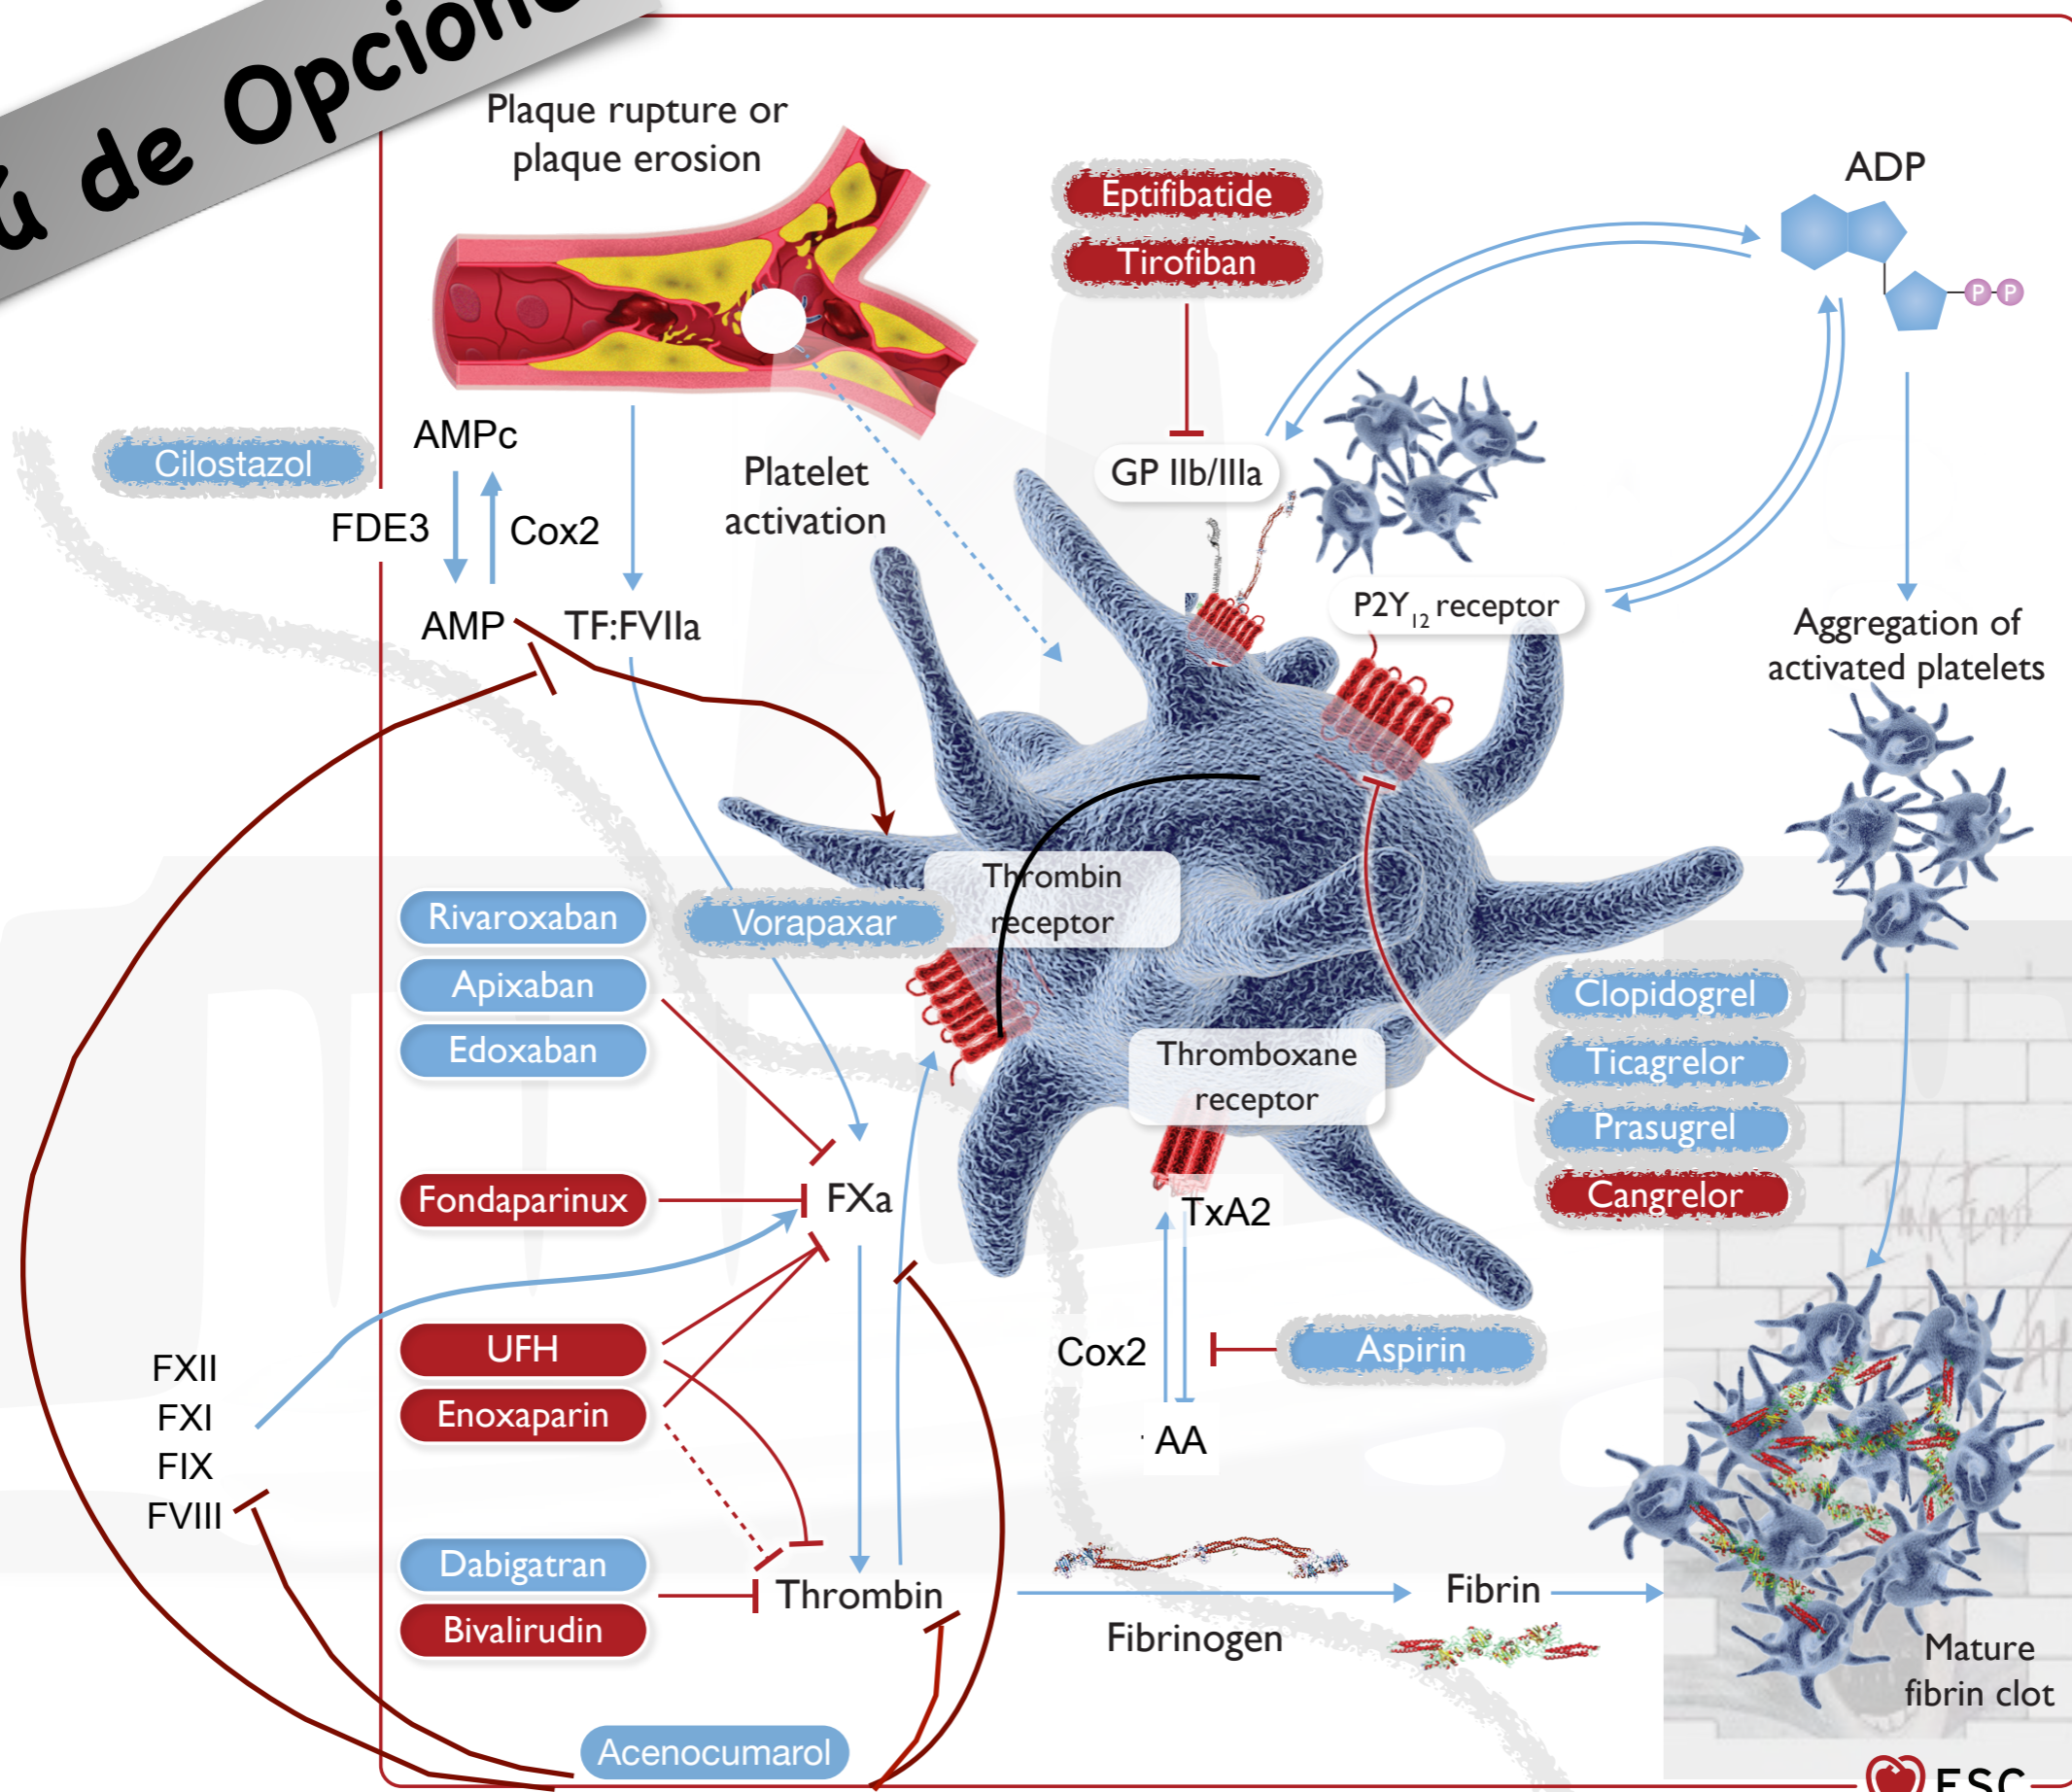 ú de Opcion
Plaque rupture or
plaque erosion
Eptifibatide
Tirofiban
ADP
P P
AMPc
Cilostazol
FDE3
Cox2
Platelet
activation
GP IIb/IIIa
AMP
TF:FVIIa
P2Y12 receptor
Aggregation of
activated platelets
Thrombin
receptor
Rivaroxaban
Vorapaxar
Apixaban
Edoxaban
Clopidogrel
Ticagrelor
Prasugrel
Cangrelor
Thromboxane
receptor
Fondaparinux
FXa
TxA2
UFH
Enoxaparin
Cox2
Aspirin
FXII
FXI
FIX
FVIII
AA
Dabigatran
Bivalirudin
Thrombin
Fibrinogen
Fibrin
Mature
fibrin clot
Acenocumarol
ESC